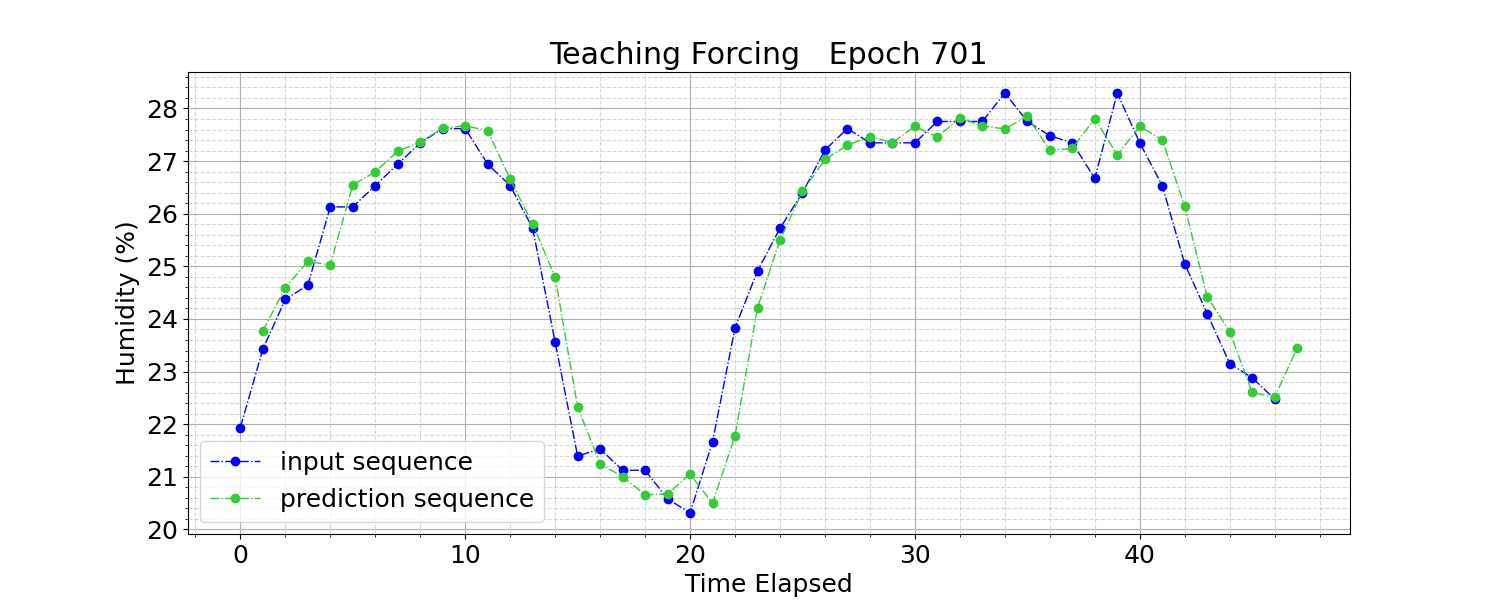 Teaching Forcing   Epoch 701
Humidity (%)
28
27
26
25
24
23
22
21
20
input sequence
prediction sequence
0 10 20 30 40
Time Elapsed